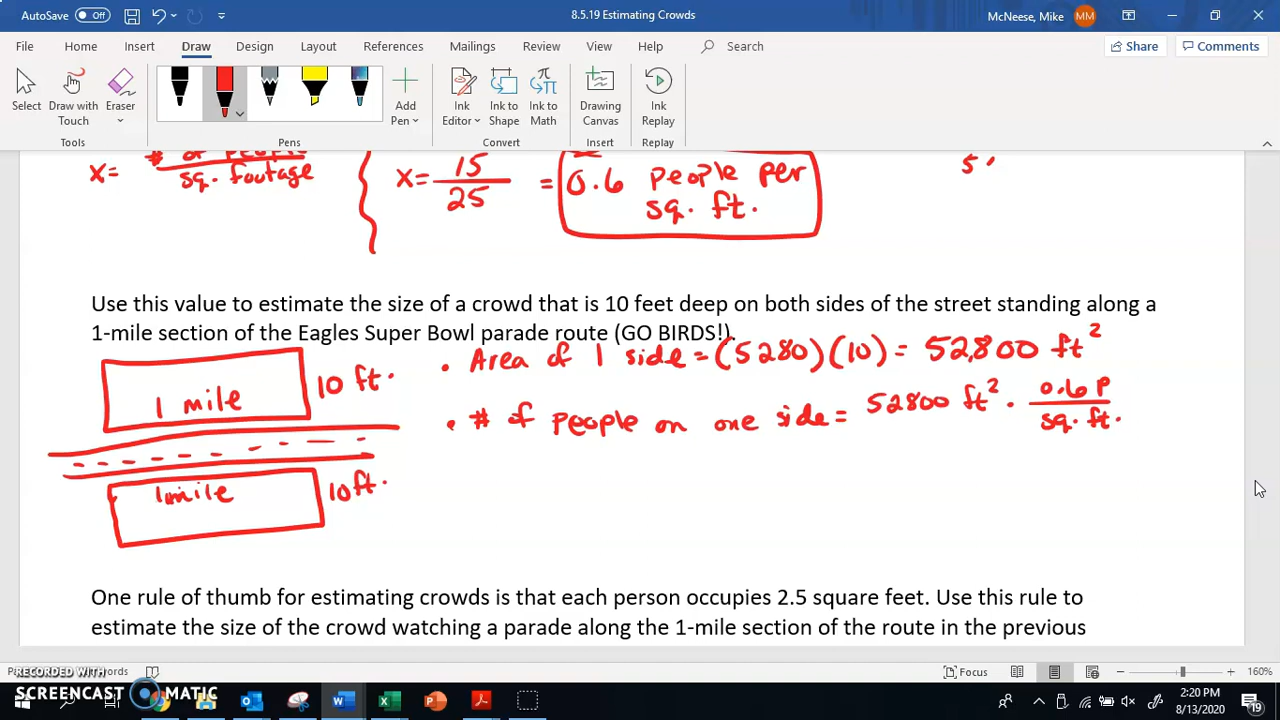 AutoSave Off 8.5.19 Estimating Crowds McNeese, Mike MM
File Home Insert Draw Design Layout References Mailings Review View Help Search Share Comments
Select Draw with Touch Eraser Add Pen Ink Editor Ink to Shape Ink to Math Drawing Canvas Ink Replay
Tools Pens Convert Insert Replay
x= # of people / sq. footage
x= 15/25 = 0.6 people per sq. ft.
5
Use this value to estimate the size of a crowd that is 10 feet deep on both sides of the street standing along a
1-mile section of the Eagles Super Bowl parade route (GO BIRDS!).
• Area of 1 side = (5280)(10) = 52,800 ft²
1 mile 10 ft.
• # of people on one side = 52800 ft² · 0.6 P / sq. ft.
1mile 10ft.
One rule of thumb for estimating crowds is that each person occupies 2.5 square feet. Use this rule to
estimate the size of the crowd watching a parade along the 1-mile section of the route in the previous
words Focus 160%
RECORDED WITH
SCREENCAST MATIC
2:20 PM
8/13/2020
19